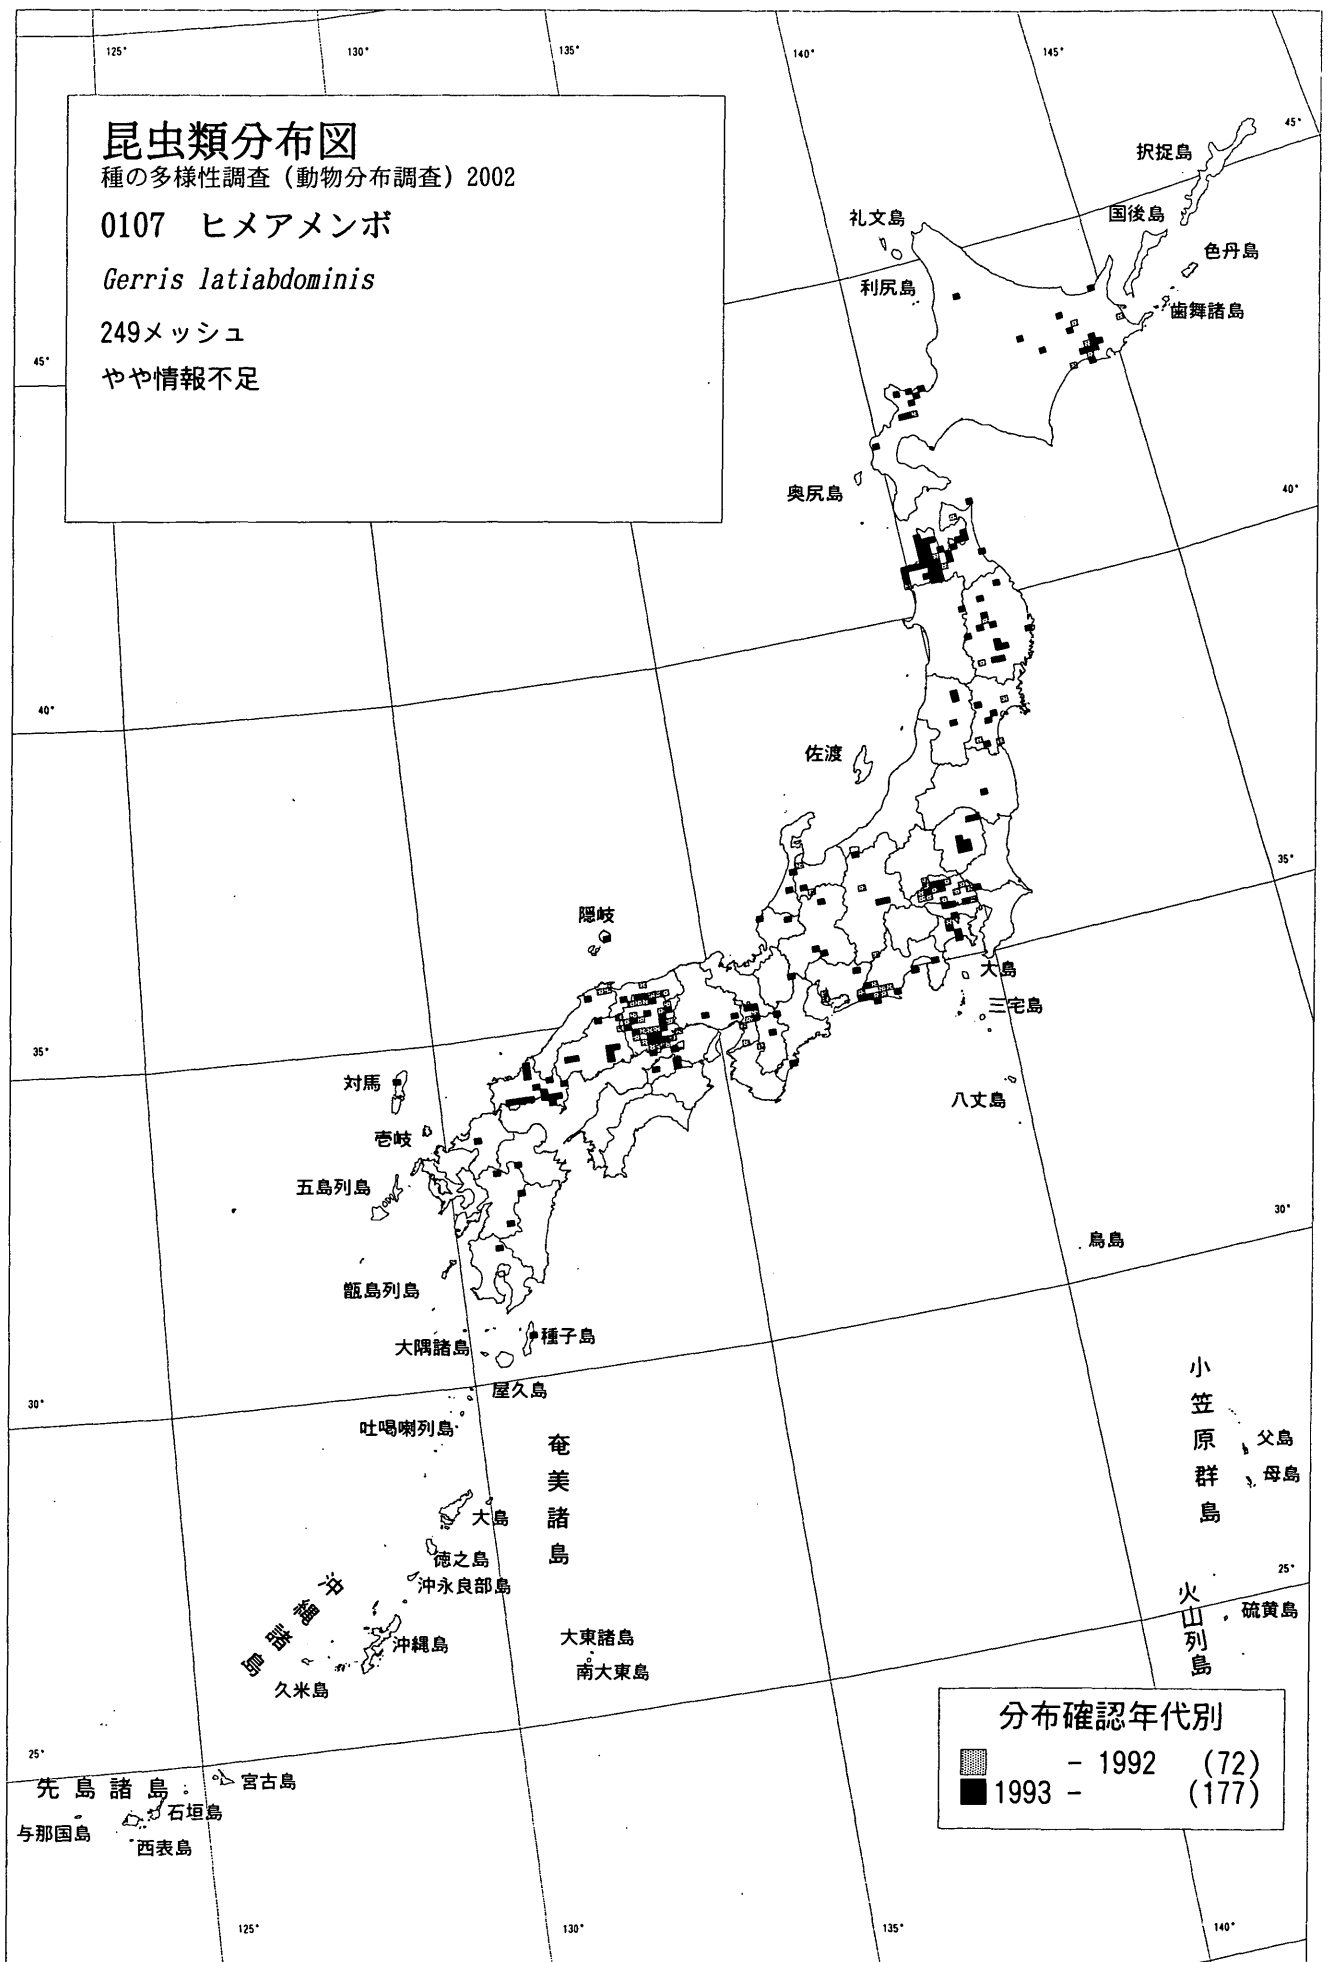 125°
130°
135°
140°
145°
昆虫類分布図
種の多様性調査（動物分布調査）2002
0107　ヒメアメンボ
Gerris latiabdominis
249メッシュ
やや情報不足
45°
択捉島
国後島
礼文島
色丹島
利尻島
歯舞諸島
45°
奥尻島
40°
40°
佐渡
35°
隠岐
大島
三宅島
35°
対馬
八丈島
壱岐
五島列島
30°
鳥島
甑島列島
大隅諸島
種子島
屋久島
30°
吐喝喇列島
奄美諸島
小笠原群島
父島
母島
大島
徳之島
沖永良部島
沖縄諸島
沖縄島
久米島
大東諸島
南大東島
25°
火山列島
硫黄島
分布確認年代別
- 1992 (72)
1993 - (177)
25°
先島諸島
宮古島
石垣島
与那国島
西表島
125°
130°
135°
140°